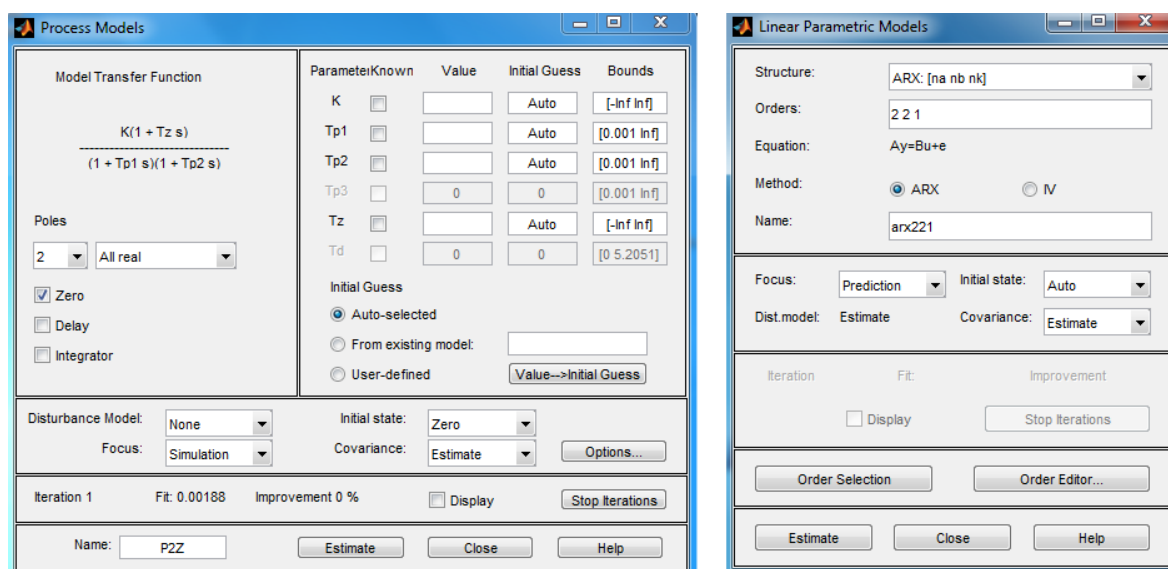 Process Models
Model Transfer Function
K(1 + Tz s)
(1 + Tp1 s)(1 + Tp2 s)
Poles
2 All real
Zero
Delay
Integrator
ParameterKnown Value Initial Guess Bounds
K Auto [-Inf Inf]
Tp1 Auto [0.001 Inf]
Tp2 Auto [0.001 Inf]
Tp3 0 0 [0.001 Inf]
Tz Auto [-Inf Inf]
Td 0 0 [0 5.2051]
Initial Guess
Auto-selected
From existing model:
User-defined Value-->Initial Guess
Disturbance Model: None Initial state: Zero
Focus: Simulation Covariance: Estimate Options...
Iteration 1 Fit: 0.00188 Improvement 0 % Display Stop Iterations
Name: P2Z Estimate Close Help
Linear Parametric Models
Structure: ARX: [na nb nk]
Orders: 2 2 1
Equation: Ay=Bu+e
Method: ARX IV
Name: arx221
Focus: Prediction Initial state: Auto
Dist.model: Estimate Covariance: Estimate
Iteration Fit: Improvement
Display Stop Iterations
Order Selection Order Editor...
Estimate Close Help